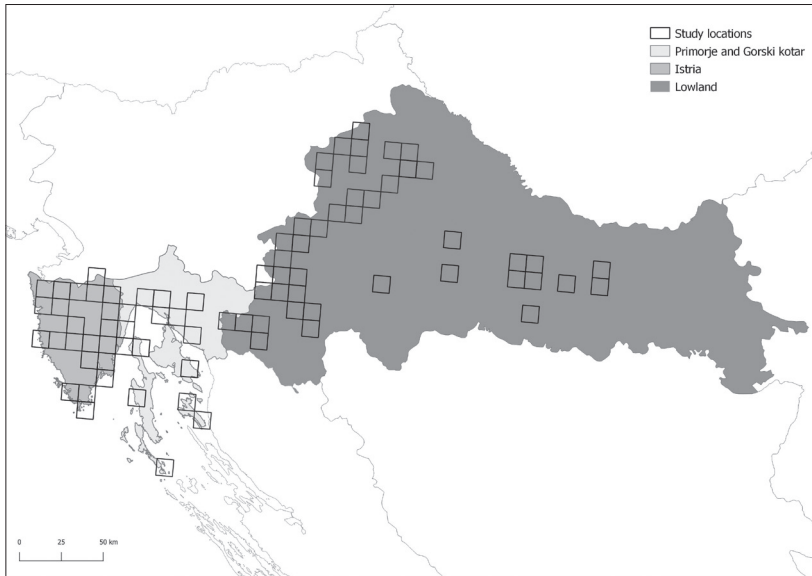 Study locations
Primorje and Gorski kotar
Istria
Lowland
0 25 50 km